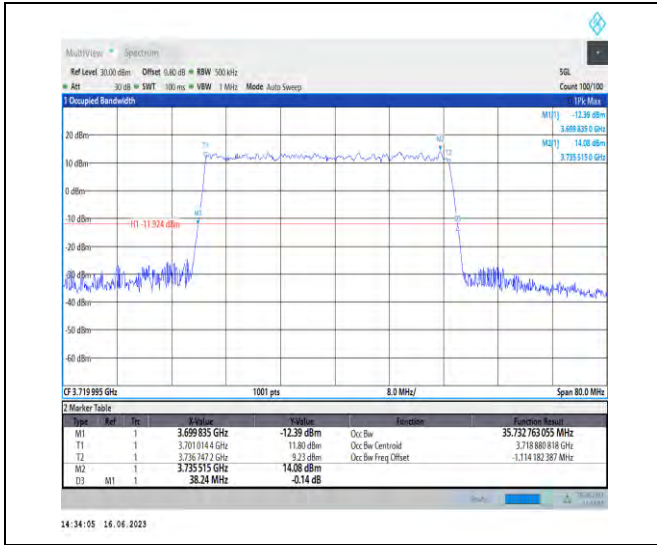 MultiView Spectrum
Ref Level 30.00 dBm Offset 0.80 dB RBW 500 kHz SGL
Att 30 dB SWT 100 ms VBW 1 MHz Mode Auto Sweep Count 100/100
1 Occupied Bandwidth 1Pk Max
M1[1] -12.39 dBm
3.699 835 0 GHz
M2[1] 14.08 dBm
3.735 515 0 GHz
20 dBm
10 dBm
0 dBm
-10 dBm
H1 -11.924 dBm
-20 dBm
-30 dBm
-40 dBm
-50 dBm
-60 dBm
T1
M2
T2
CF 3.719 995 GHz 1001 pts 8.0 MHz/ Span 80.0 MHz
2 Marker Table
Type Ref Trc X-Value Y-Value Function Function Result
M1 1 3.699 835 GHz -12.39 dBm Occ Bw 35.732 763 055 MHz
T1 1 3.701 014 4 GHz 11.80 dBm Occ Bw Centroid 3.718 880 818 GHz
T2 1 3.736 747 2 GHz 9.23 dBm Occ Bw Freq Offset -1.114 182 387 MHz
M2 1 3.735 515 GHz 14.08 dBm
D3 M1 1 38.24 MHz -0.14 dB
14:34:05 16.06.2023